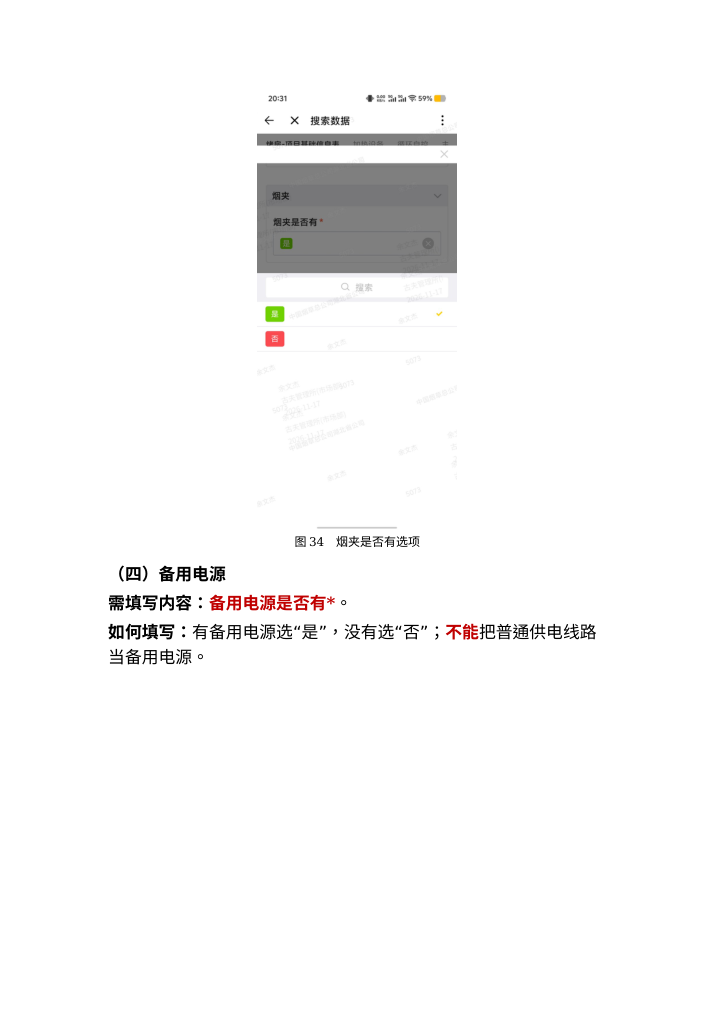 20:31
59%
搜索数据
烟夹
烟夹是否有*
是
搜索
是
否
图 34　烟夹是否有选项
（四）备用电源
需填写内容：备用电源是否有*。
如何填写：有备用电源选“是”，没有选“否”；不能把普通供电线路
当备用电源。